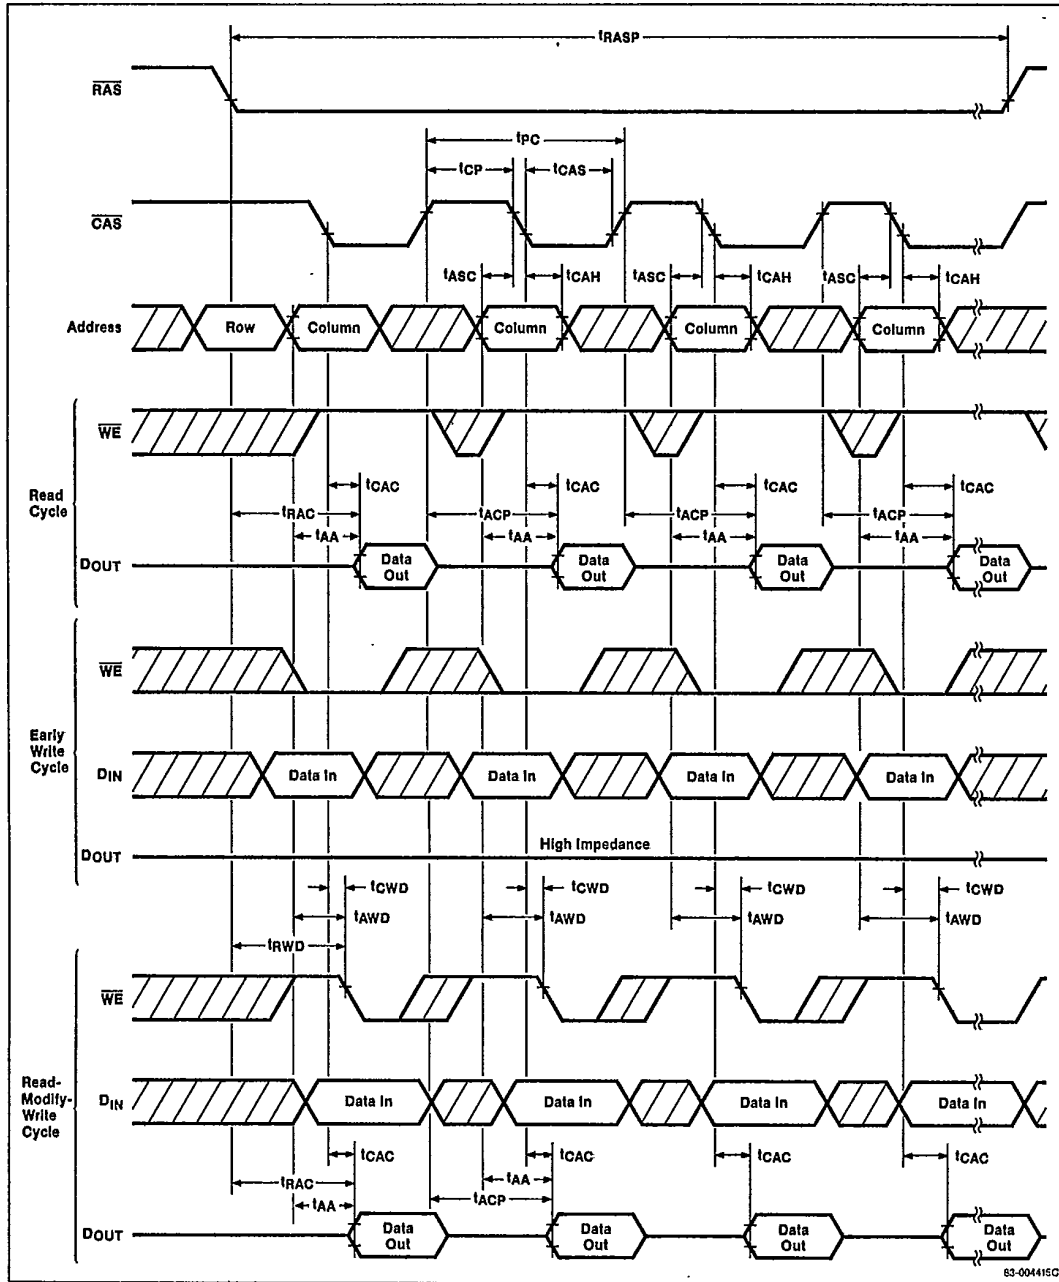 tRASP
RAS
tPC
tCP tCAS
CAS
tASC tCAH tASC tCAH tASC tCAH
Address Row Column Column Column Column
Read
Cycle
WE
tCAC tCAC tCAC tCAC
tRAC tACP tACP tACP
tAA tAA tAA tAA
DOUT Data
Out Data
Out Data
Out Data
Out
Early
Write
Cycle
WE
DIN Data In Data In Data In Data In
DOUT High Impedance
tCWD tCWD tCWD tCWD
tAWD tAWD tAWD tAWD
tRWD
Read-
Modify-
Write
Cycle
WE
DIN Data In Data In Data In Data In
tCAC tCAC tCAC tCAC
tRAC tAA
tAA tACP
DOUT Data
Out Data
Out Data
Out Data
Out
83-004415C